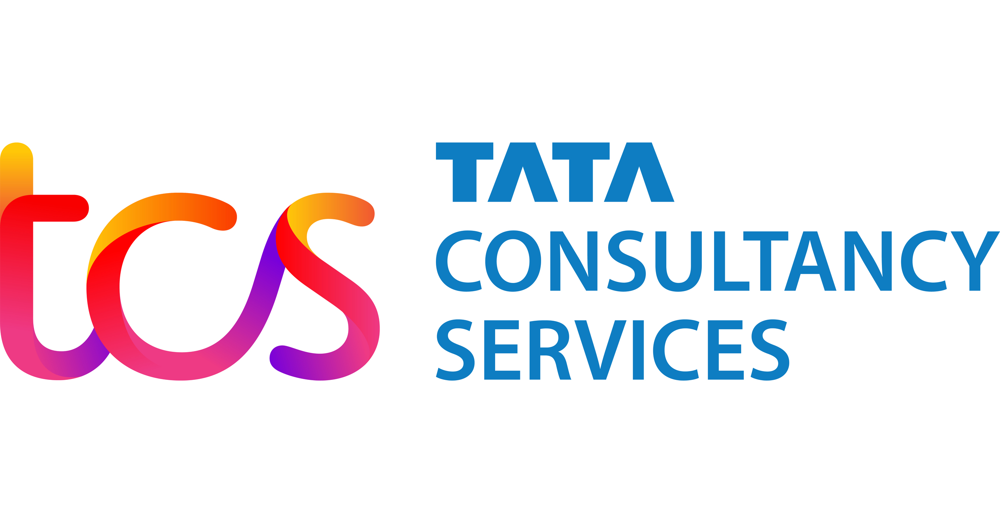 tcs
TATA
CONSULTANCY
SERVICES